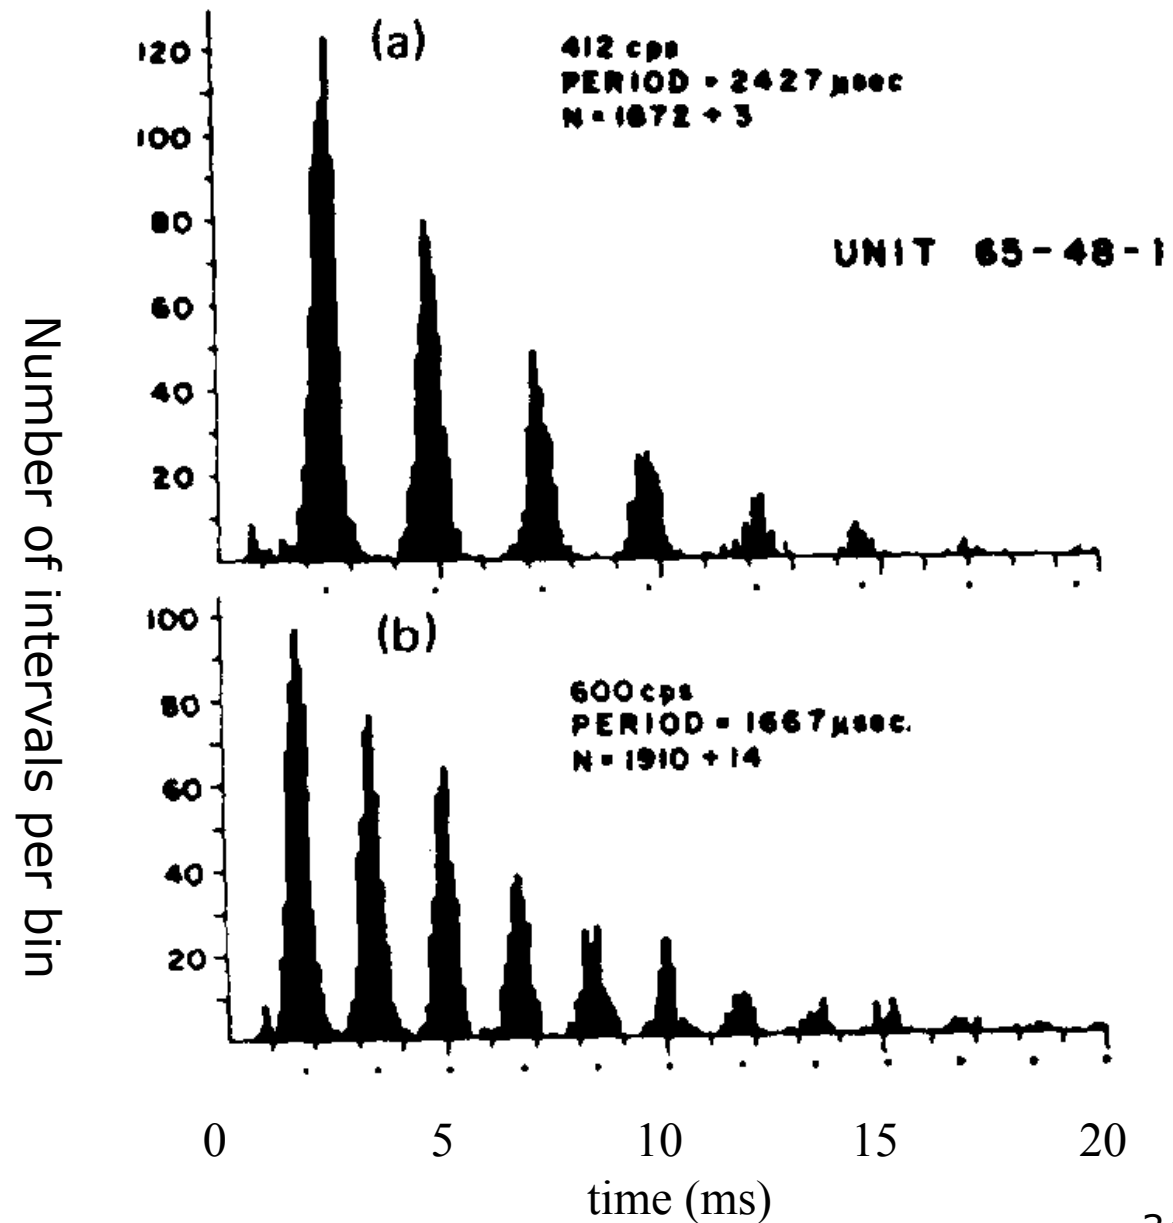 (a)
412 cps
PERIOD = 2427 µsec
N = 1672 + 3
UNIT 65-48-1
120
100
80
60
40
20
Number of intervals per bin
(b)
600 cps
PERIOD = 1667 µsec.
N = 1910 + 14
100
80
60
40
20
0 5 10 15 20
time (ms)